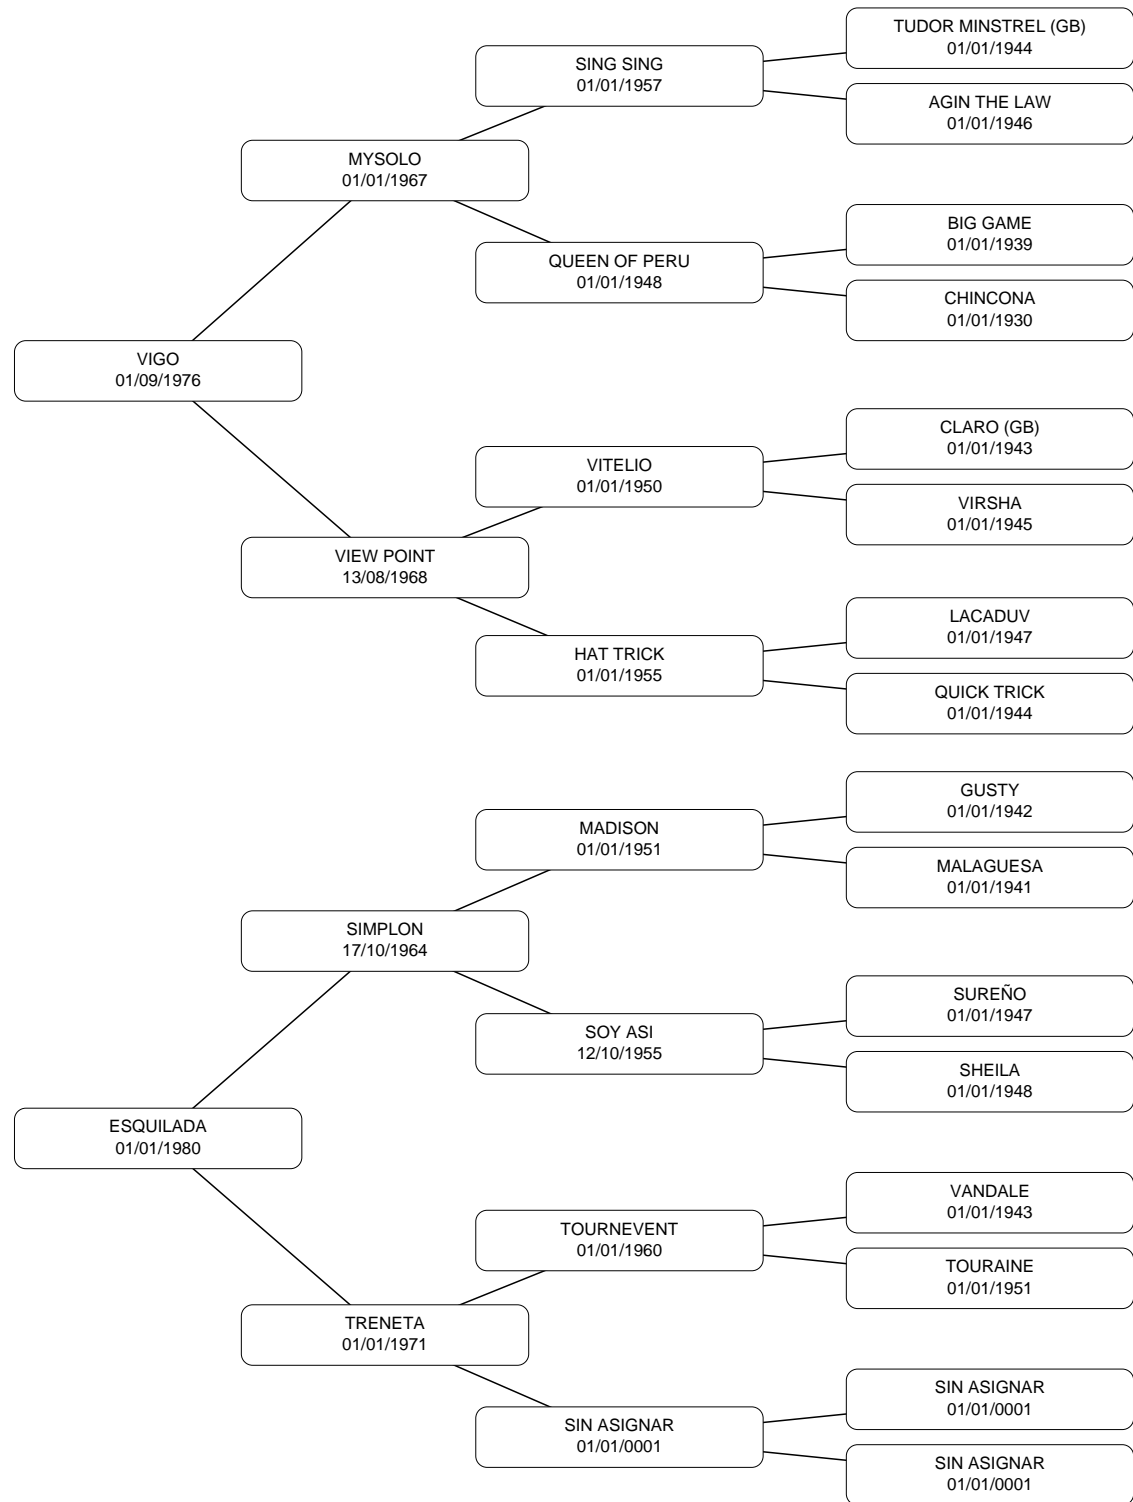 TUDOR MINSTREL (GB)
01/01/1944
SING SING
01/01/1957
AGIN THE LAW
01/01/1946
MYSOLO
01/01/1967
BIG GAME
01/01/1939
QUEEN OF PERU
01/01/1948
CHINCONA
01/01/1930
VIGO
01/09/1976
CLARO (GB)
01/01/1943
VITELIO
01/01/1950
VIRSHA
01/01/1945
VIEW POINT
13/08/1968
LACADUV
01/01/1947
HAT TRICK
01/01/1955
QUICK TRICK
01/01/1944
GUSTY
01/01/1942
MADISON
01/01/1951
MALAGUESA
01/01/1941
SIMPLON
17/10/1964
SUREÑO
01/01/1947
SOY ASI
12/10/1955
SHEILA
01/01/1948
ESQUILADA
01/01/1980
VANDALE
01/01/1943
TOURNEVENT
01/01/1960
TOURAINE
01/01/1951
TRENETA
01/01/1971
SIN ASIGNAR
01/01/0001
SIN ASIGNAR
01/01/0001
SIN ASIGNAR
01/01/0001